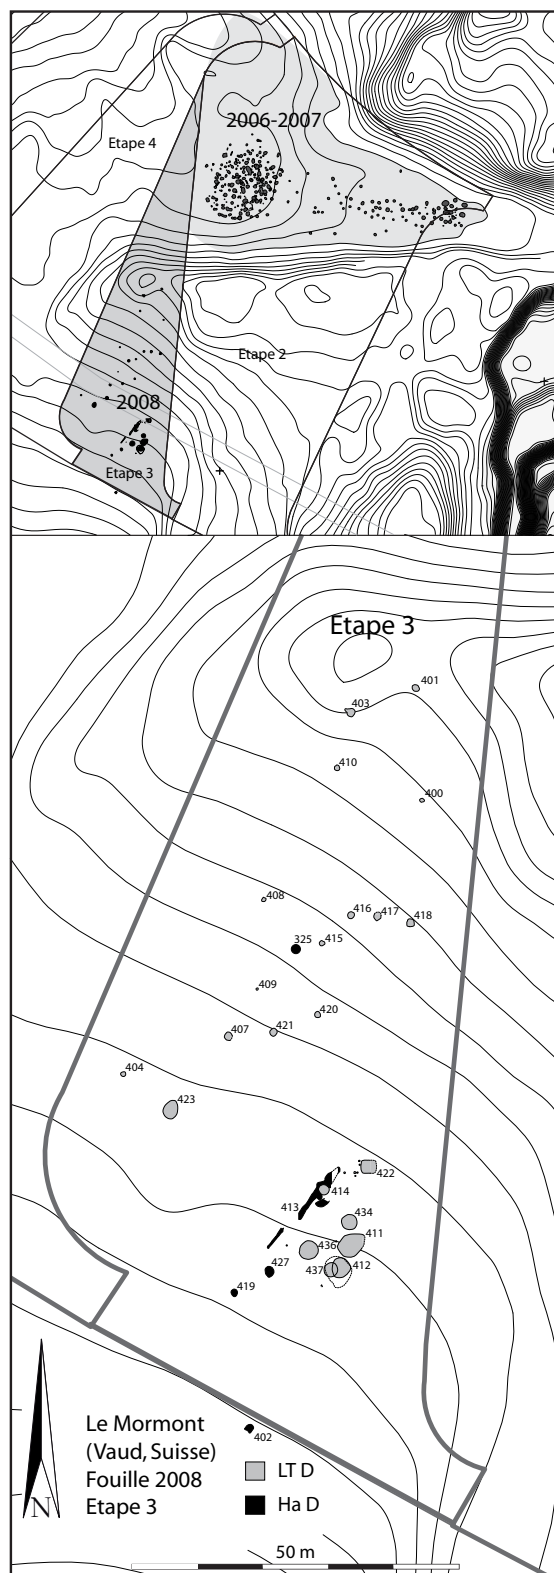 2006-2007
Etape 4
Etape 2
2008
Etape 3
Etape 3
401
403
410
400
408
416
417
418
325
415
409
420
407
421
404
423
422
414
413
434
411
436
412
437
427
419
402
Le Mormont
(Vaud, Suisse)
Fouille 2008
Etape 3
LT D
Ha D
N
50 m